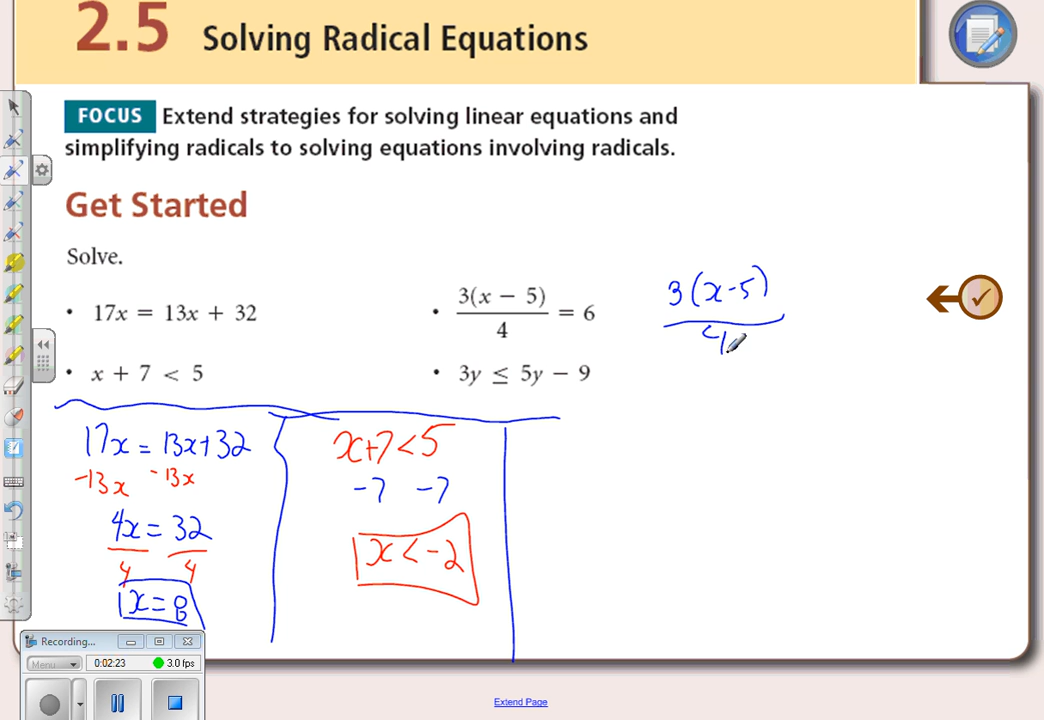 2.5 Solving Radical Equations
FOCUS Extend strategies for solving linear equations and
simplifying radicals to solving equations involving radicals.
Get Started
Solve.
• 17x = 13x + 32
• 3(x − 5)/4 = 6
• x + 7 < 5
• 3y ≤ 5y − 9
3(x-5)
4
17x = 13x+32
-13x -13x
4x = 32
4 4
x = 8
x+7<5
-7 -7
x < -2
Recording...
Menu
0:02:23
3.0 fps
Extend Page